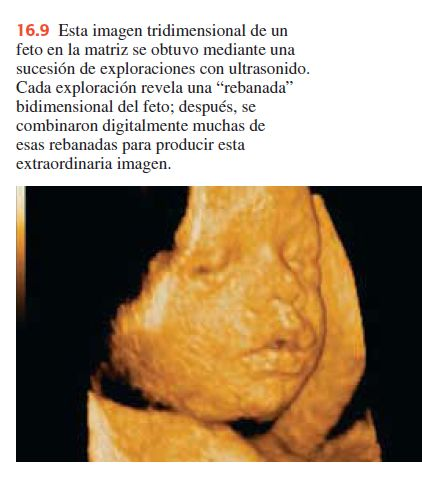 16.9 Esta imagen tridimensional de un
feto en la matriz se obtuvo mediante una
sucesión de exploraciones con ultrasonido.
Cada exploración revela una “rebanada”
bidimensional del feto; después, se
combinaron digitalmente muchas de
esas rebanadas para producir esta
extraordinaria imagen.